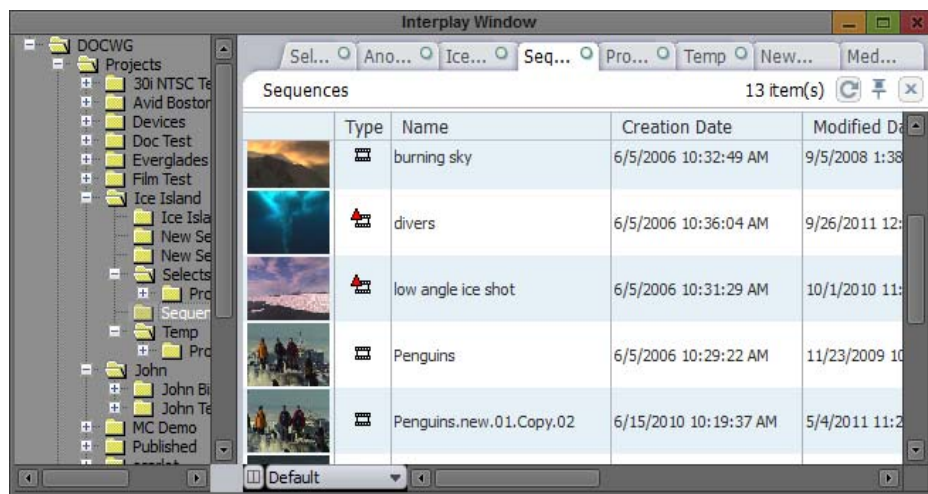 Interplay Window
DOCWG
Projects
30i NTSC Te
Avid Boston
Devices
Doc Test
Everglades
Film Test
Ice Island
Ice Isla
New Se
New Se
Selects
Pro
Sequen
Temp
Pro
John
John Bi
John Te
MC Demo
Published
Sel... Ano... Ice... Seq... Pro... Temp New... Med...
Sequences 13 item(s)
Type Name Creation Date Modified Da
burning sky 6/5/2006 10:32:49 AM 9/5/2008 1:38
divers 6/5/2006 10:36:04 AM 9/26/2011 12:
low angle ice shot 6/5/2006 10:31:29 AM 10/1/2010 11:
Penguins 6/5/2006 10:29:22 AM 11/23/2009 10
Penguins.new.01.Copy.02 6/15/2010 10:19:37 AM 5/4/2011 11:2
Default